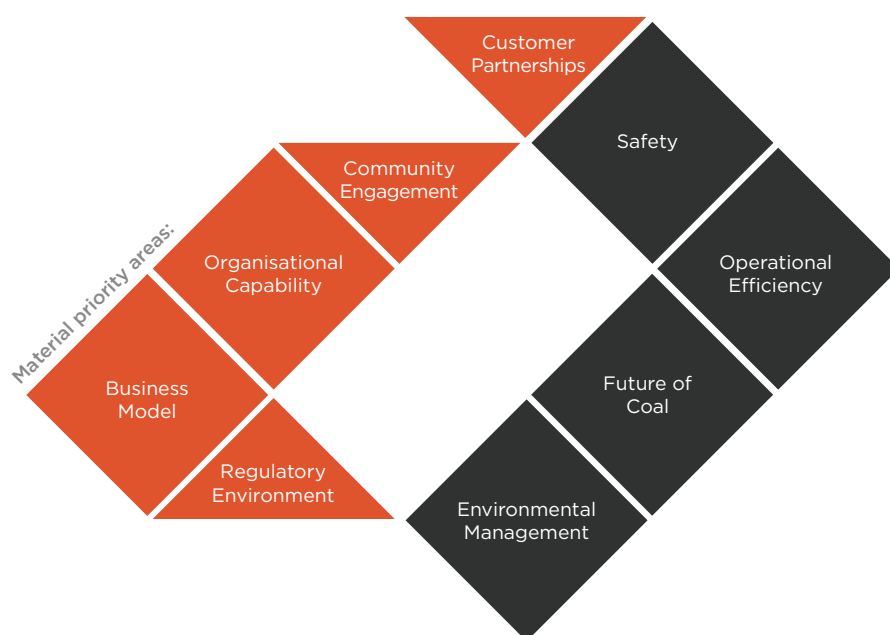 Customer
Partnerships
Safety
Community
Engagement
Material priority areas:
Organisational
Capability
Operational
Efficiency
Business
Model
Future of
Coal
Regulatory
Environment
Environmental
Management